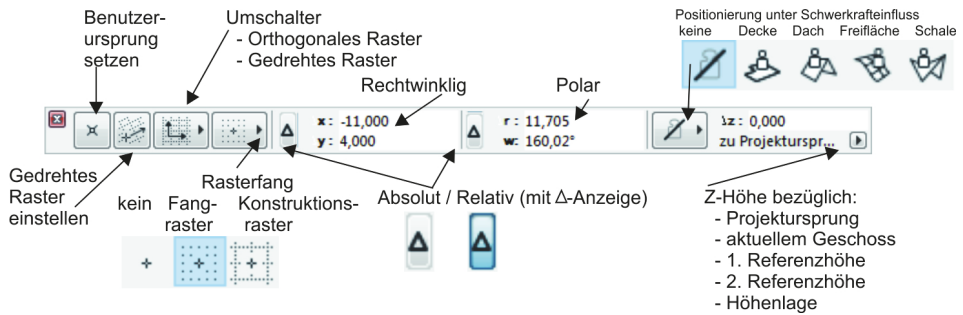 Benutzer-
ursprung
setzen
Umschalter
- Orthogonales Raster
- Gedrehtes Raster
Positionierung unter Schwerkrafteinfluss
keine Decke Dach Freifläche Schale
Rechtwinklig
Polar
x: -11,000
y: 4,000
Δ
r: 11,705
w: 160,02°
Δ
z: 0,000
zu Projekturspr...
Gedrehtes
Raster
einstellen
Rasterfang
kein Fang-
raster
Konstruktions-
raster
Absolut / Relativ (mit Δ-Anzeige)
Δ Δ
Z-Höhe bezüglich:
- Projektursprung
- aktuellem Geschoss
- 1. Referenzhöhe
- 2. Referenzhöhe
- Höhenlage